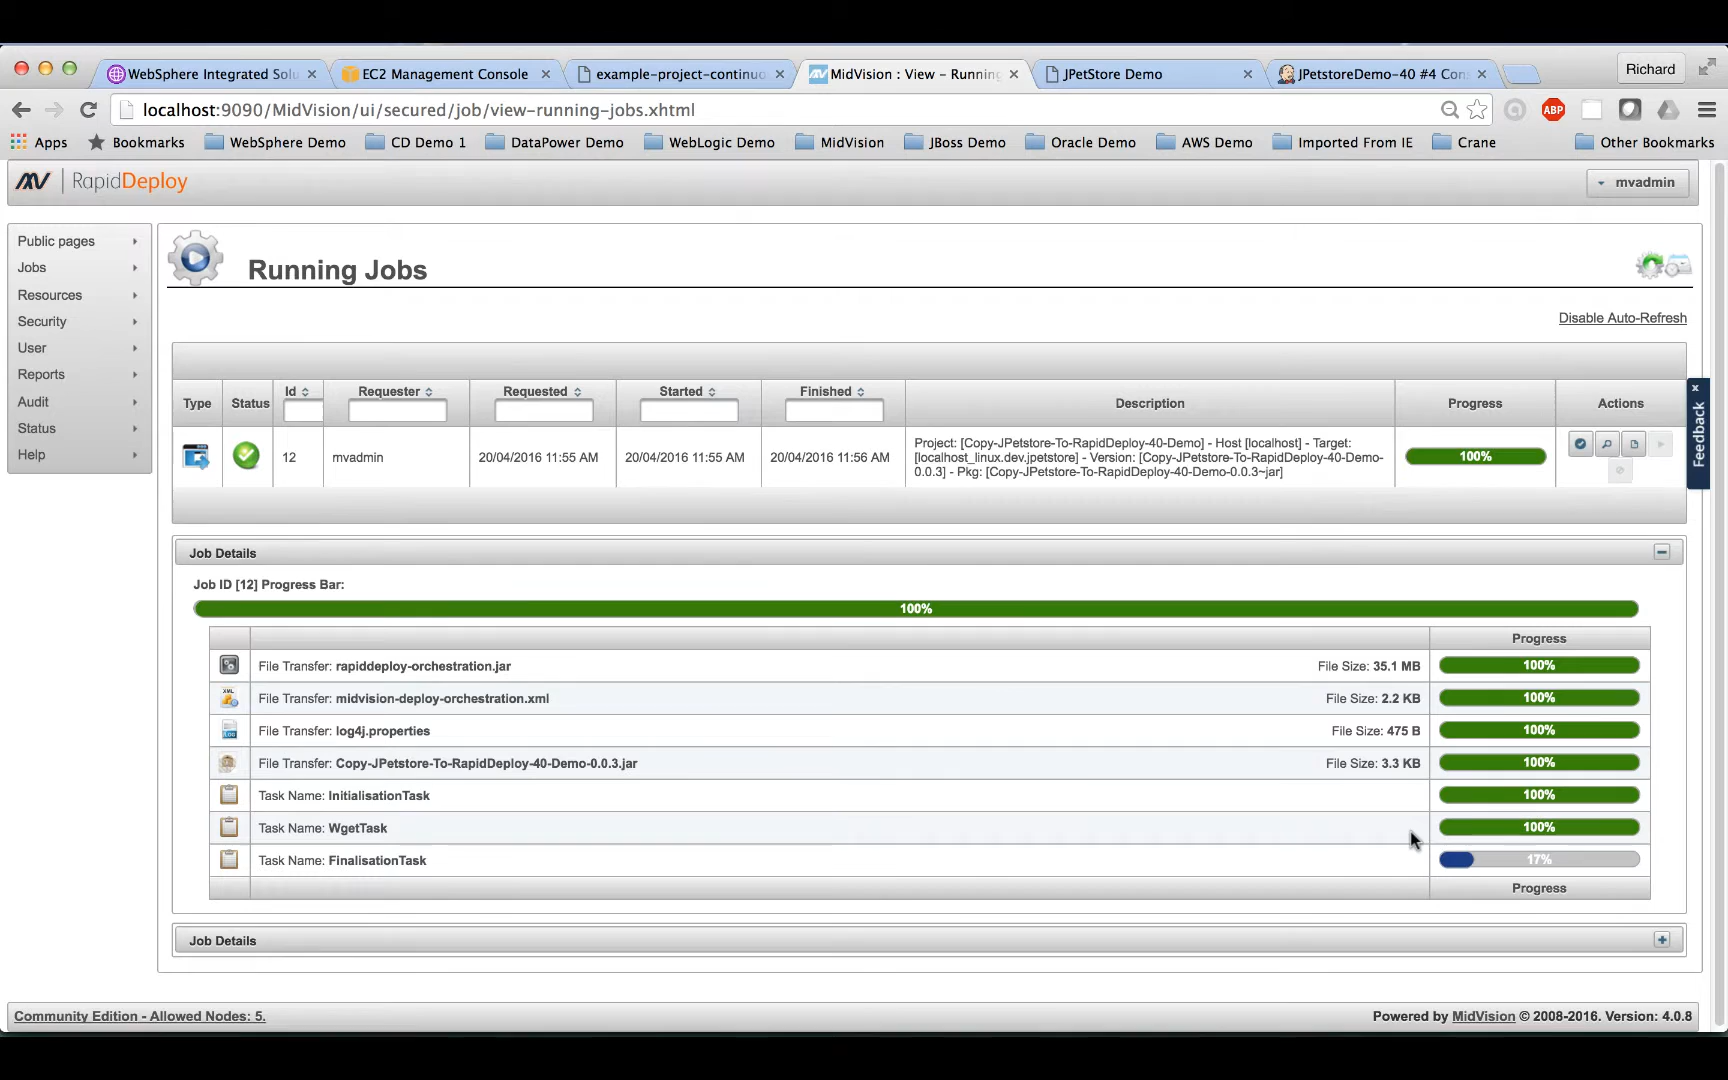 WebSphere Integrated Solu
EC2 Management Console
example-project-continuo
MidVision : View – Running
JPetStore Demo
JPetstoreDemo-40 #4 Con
Richard
localhost:9090/MidVision/ui/secured/job/view-running-jobs.xhtml
ABP
Apps
Bookmarks
WebSphere Demo
CD Demo 1
DataPower Demo
WebLogic Demo
MidVision
JBoss Demo
Oracle Demo
AWS Demo
Imported From IE
Crane
Other Bookmarks
RapidDeploy
mvadmin
Public pages
Jobs
Resources
Security
User
Reports
Audit
Status
Help
Running Jobs
Disable Auto-Refresh
Type
Status
Id
Requester
Requested
Started
Finished
Description
Progress
Actions
12
mvadmin
20/04/2016 11:55 AM
20/04/2016 11:55 AM
20/04/2016 11:56 AM
Project: [Copy-JPetstore-To-RapidDeploy-40-Demo] - Host [localhost] - Target:
[localhost_linux.dev.jpetstore] - Version: [Copy-JPetstore-To-RapidDeploy-40-Demo-
0.0.3] - Pkg: [Copy-JPetstore-To-RapidDeploy-40-Demo-0.0.3~jar]
100%
x
Feedback
Job Details
Job ID [12] Progress Bar:
100%
Progress
File Transfer: rapiddeploy-orchestration.jar
File Size: 35.1 MB
100%
XML
File Transfer: midvision-deploy-orchestration.xml
File Size: 2.2 KB
100%
LOG
File Transfer: log4j.properties
File Size: 475 B
100%
File Transfer: Copy-JPetstore-To-RapidDeploy-40-Demo-0.0.3.jar
File Size: 3.3 KB
100%
Task Name: InitialisationTask
100%
Task Name: WgetTask
100%
Task Name: FinalisationTask
17%
Progress
Job Details
Community Edition - Allowed Nodes: 5.
Powered by MidVision © 2008-2016. Version: 4.0.8